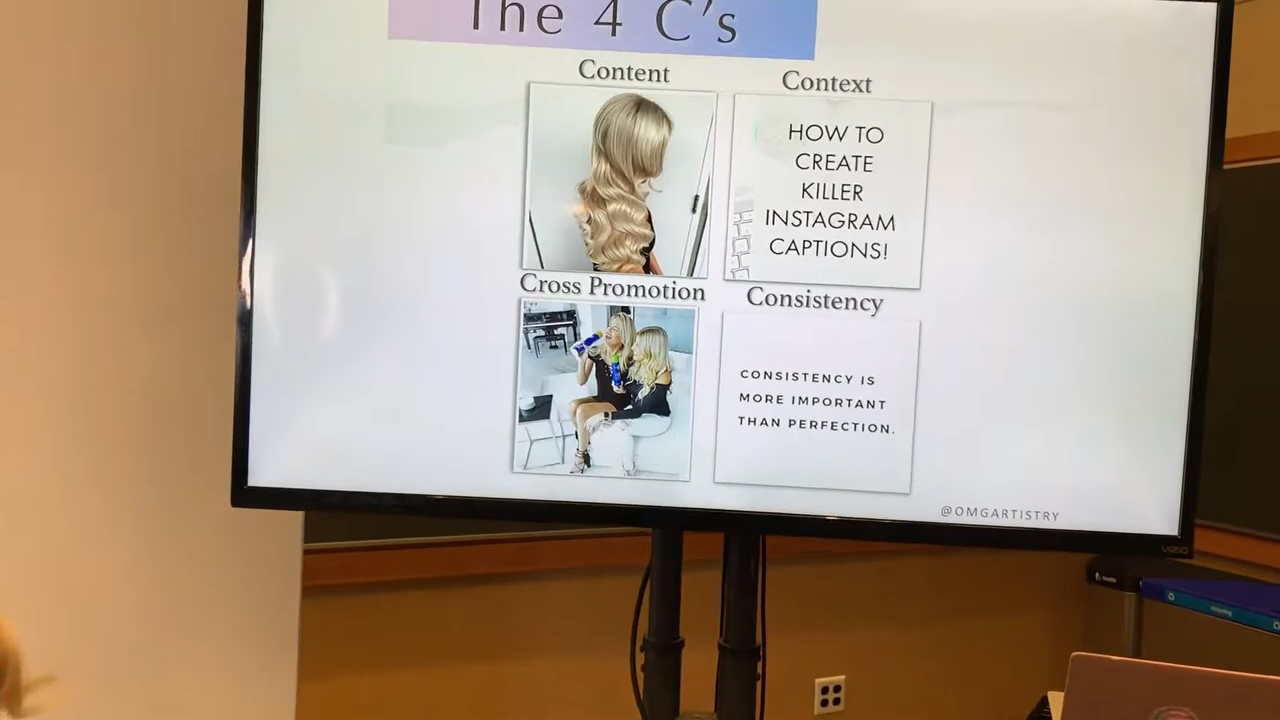 The 4 C's
Content
Context
HOW TO
CREATE
KILLER
INSTAGRAM
CAPTIONS!
Cross Promotion
Consistency
CONSISTENCY IS
MORE IMPORTANT
THAN PERFECTION.
@OMGARTISTRY
VIZIO